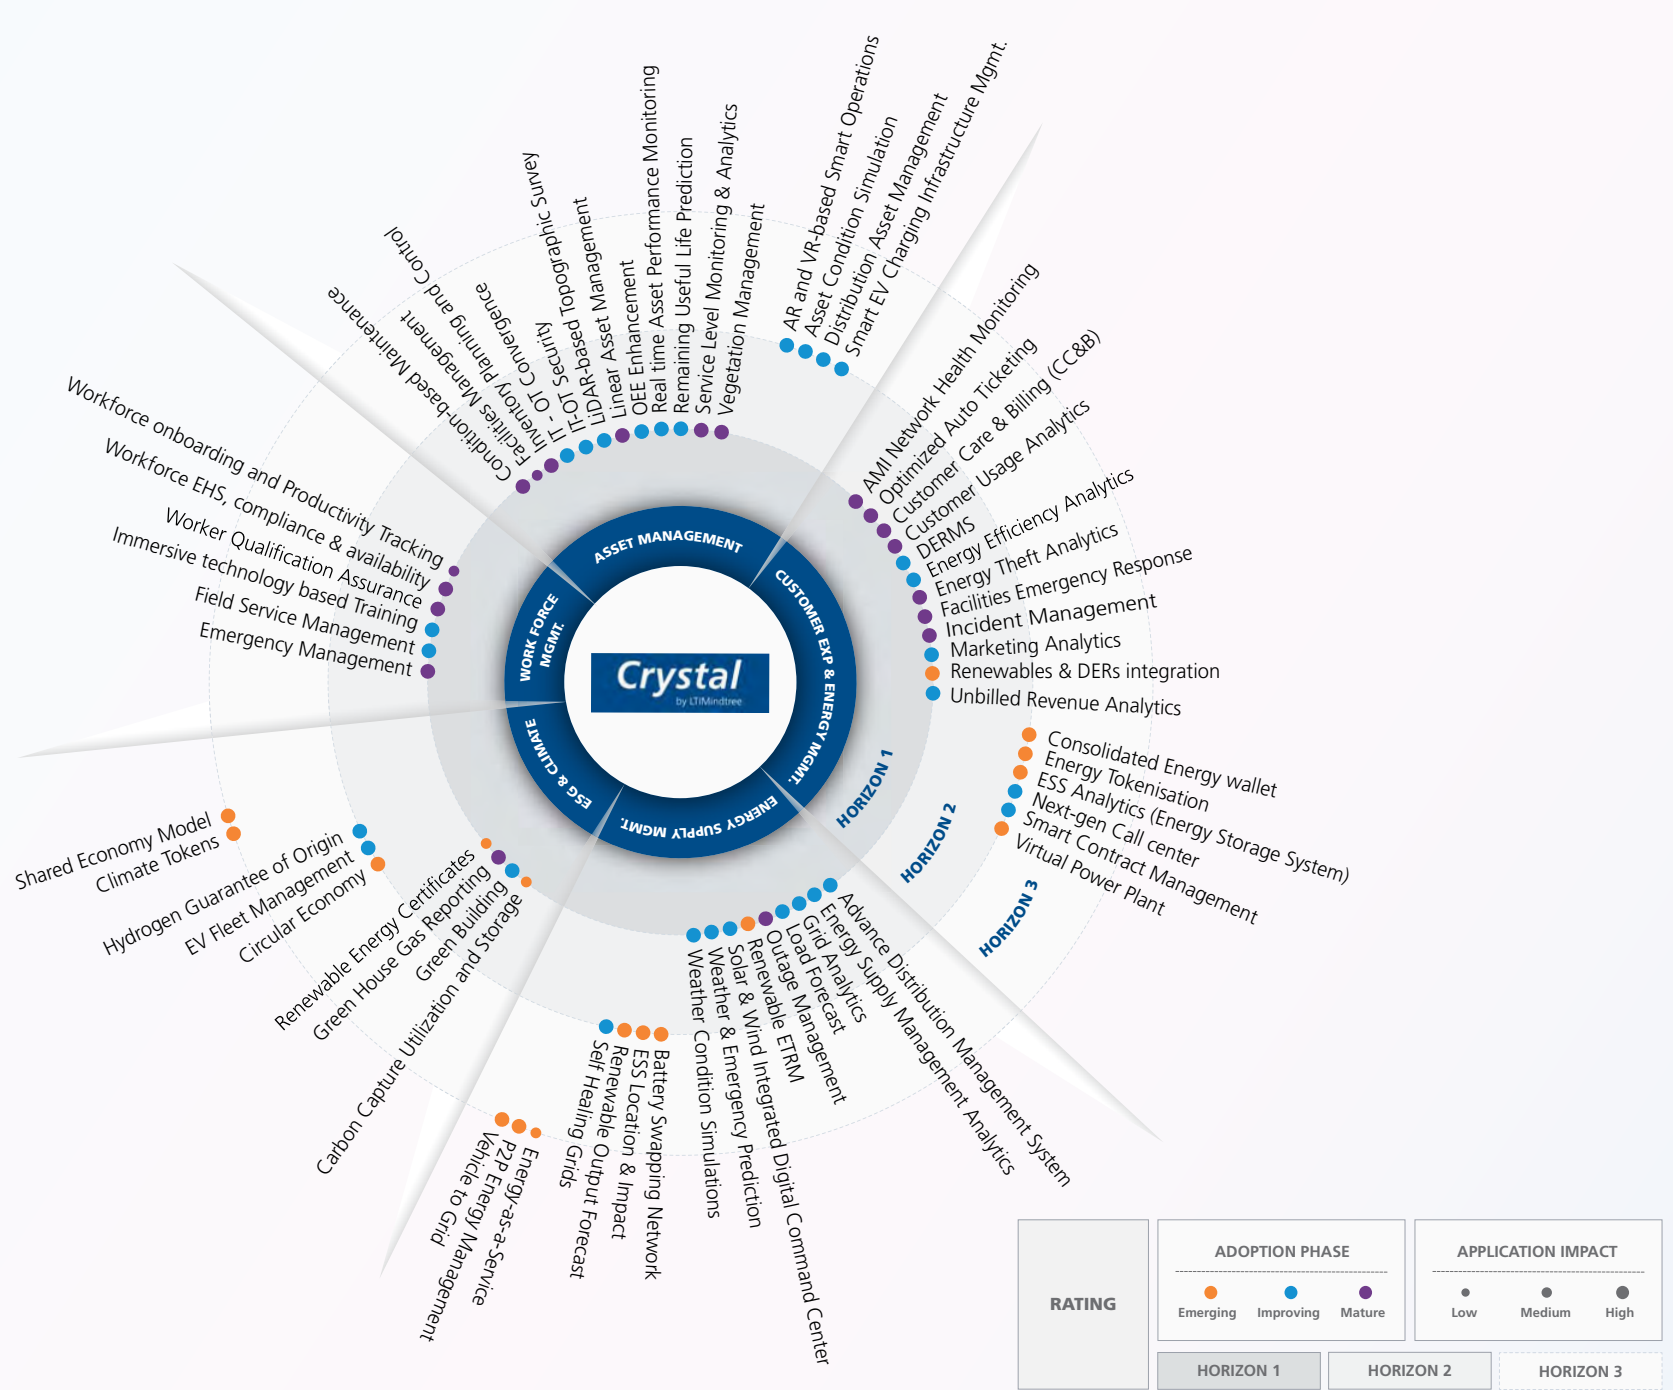 Crystal
by LTIMindtree
ASSET MANAGEMENT
CUSTOMER EXP & ENERGY MGMT.
ENERGY SUPPLY MGMT.
ESG & CLIMATE
WORK FORCE
MGMT.
Condition-based Maintenance
Facilities Management
Inventory Planning and Control
IT - OT Convergence
IT-OT Security
LiDAR-based Topographic Survey
Linear Asset Management
OEE Enhancement
Real time Asset Performance Monitoring
Remaining Useful Life Prediction
Service Level Monitoring & Analytics
Vegetation Management
AR and VR-based Smart Operations
Asset Condition Simulation
Distribution Asset Management
Smart EV Charging Infrastructure Mgmt.
AMI Network Health Monitoring
Optimized Auto Ticketing
Customer Care & Billing (CC&B)
Customer Usage Analytics
DERMS
Energy Efficiency Analytics
Energy Theft Analytics
Facilities Emergency Response
Incident Management
Marketing Analytics
Renewables & DERs integration
Unbilled Revenue Analytics
Consolidated Energy wallet
Energy Tokenisation
ESS Analytics (Energy Storage System)
Next-gen Call center
Smart Contract Management
Virtual Power Plant
HORIZON 1
HORIZON 2
HORIZON 3
Advance Distribution Management System
Energy Supply Management Analytics
Grid Analytics
Load Forecast
Outage Management
Renewable ETRM
Solar & Wind Integrated Digital Command Center
Weather & Emergency Prediction
Weather Condition Simulations
Battery Swapping Network
ESS Location & Impact
Renewable Output Forecast
Self Healing Grids
Energy-as-a-Service
P2P Energy Management
Vehicle to Grid
Carbon Capture Utilization and Storage
Green Building
Green House Gas Reporting
Renewable Energy Certificates
Circular Economy
EV Fleet Management
Hydrogen Guarantee of Origin
Climate Tokens
Shared Economy Model
Emergency Management
Field Service Management
Immersive technology based Training
Worker Qualification Assurance
Workforce EHS, compliance & availability
Workforce onboarding and Productivity Tracking
RATING
ADOPTION PHASE
Emerging
Improving
Mature
APPLICATION IMPACT
Low
Medium
High
HORIZON 1
HORIZON 2
HORIZON 3